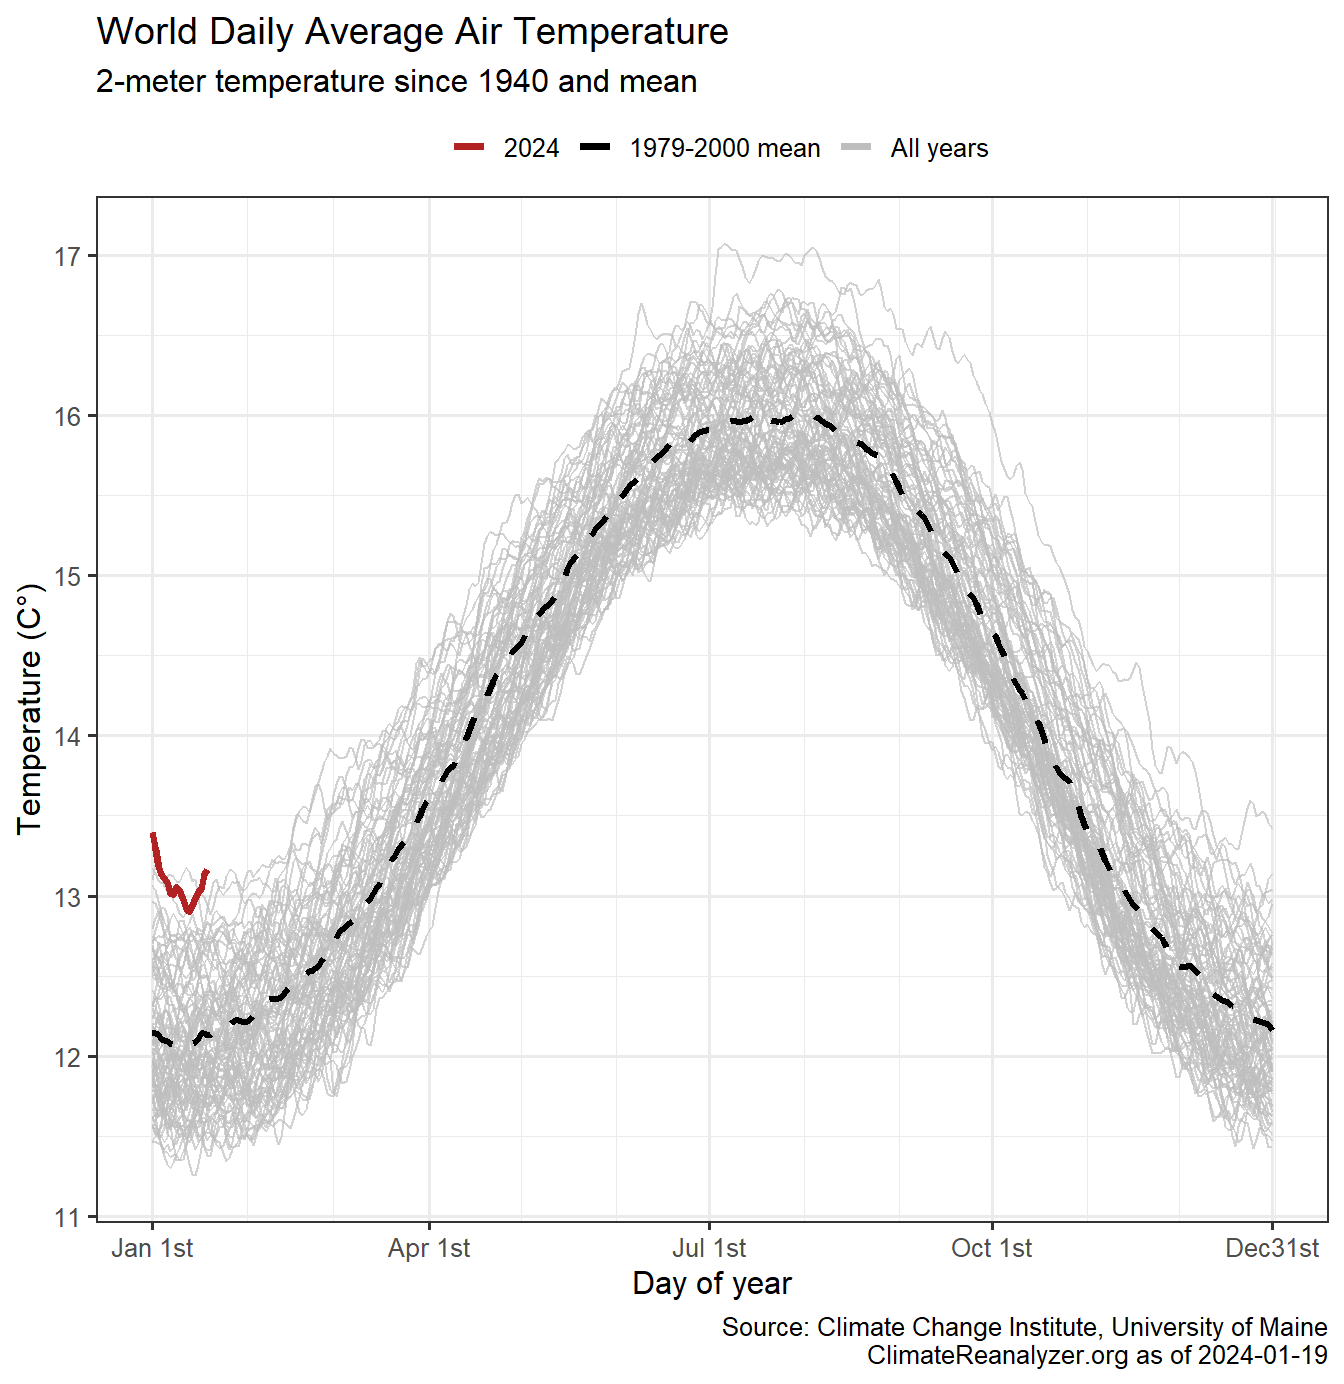 World Daily Average Air Temperature
2-meter temperature since 1940 and mean
2024 1979-2000 mean All years
17
16
15
14
13
12
11
Temperature (C°)
Jan 1st Apr 1st Jul 1st Oct 1st Dec31st
Day of year
Source: Climate Change Institute, University of Maine
ClimateReanalyzer.org as of 2024-01-19